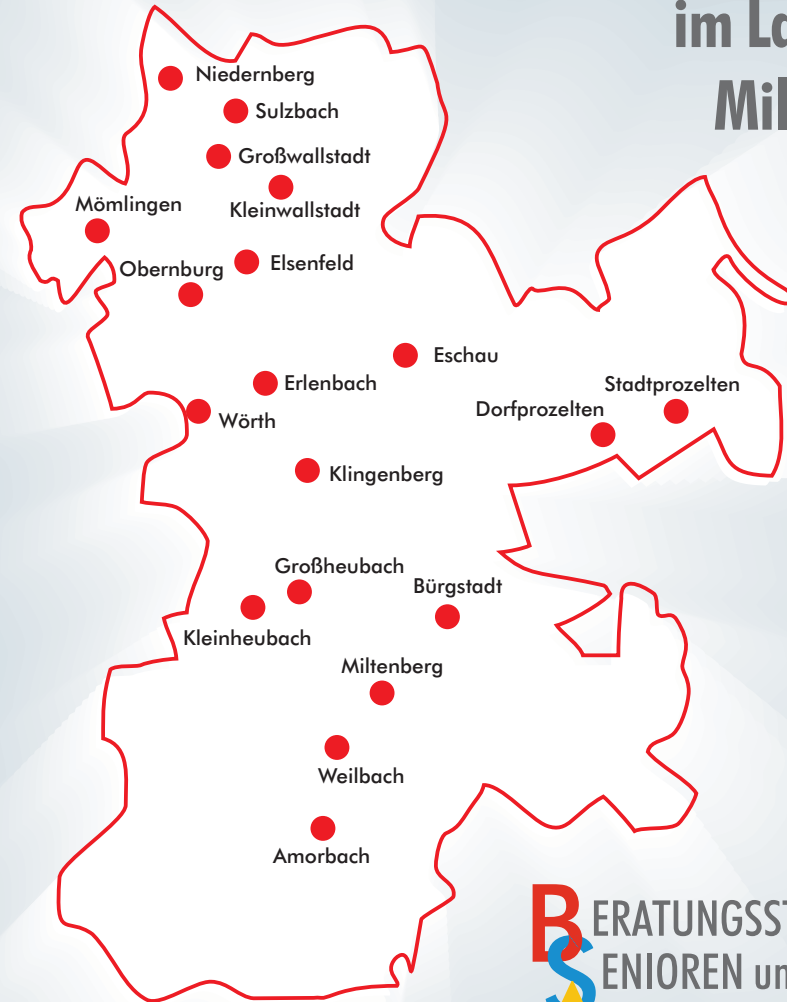 im La
Mil
Niedernberg
Sulzbach
Großwallstadt
Kleinwallstadt
Mömlingen
Elsenfeld
Obernburg
Eschau
Erlenbach
Stadtprozelten
Dorfprozelten
Wörth
Klingenberg
Großheubach
Bürgstadt
Kleinheubach
Miltenberg
Weilbach
Amorbach
BERATUNGSST
SENIOREN un